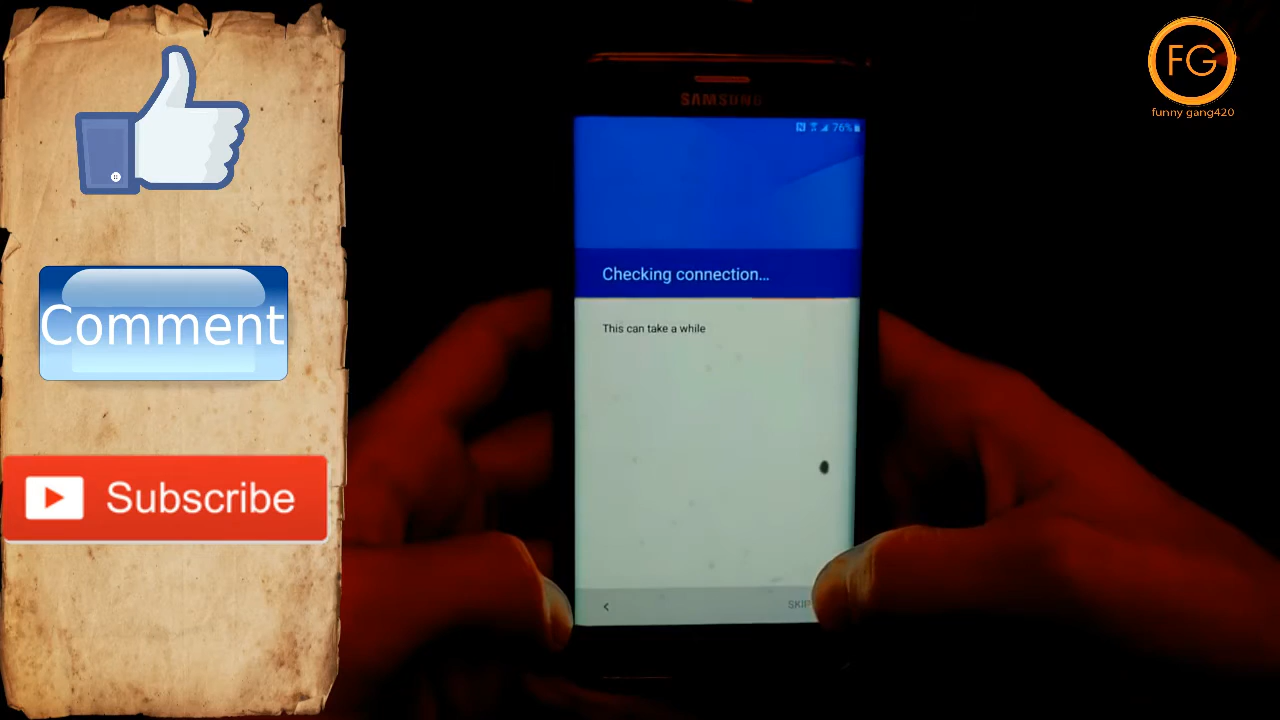 Comment
Subscribe
FG
funny gang420
SAMSUNG
76%
Checking connection...
This can take a while
SKIP